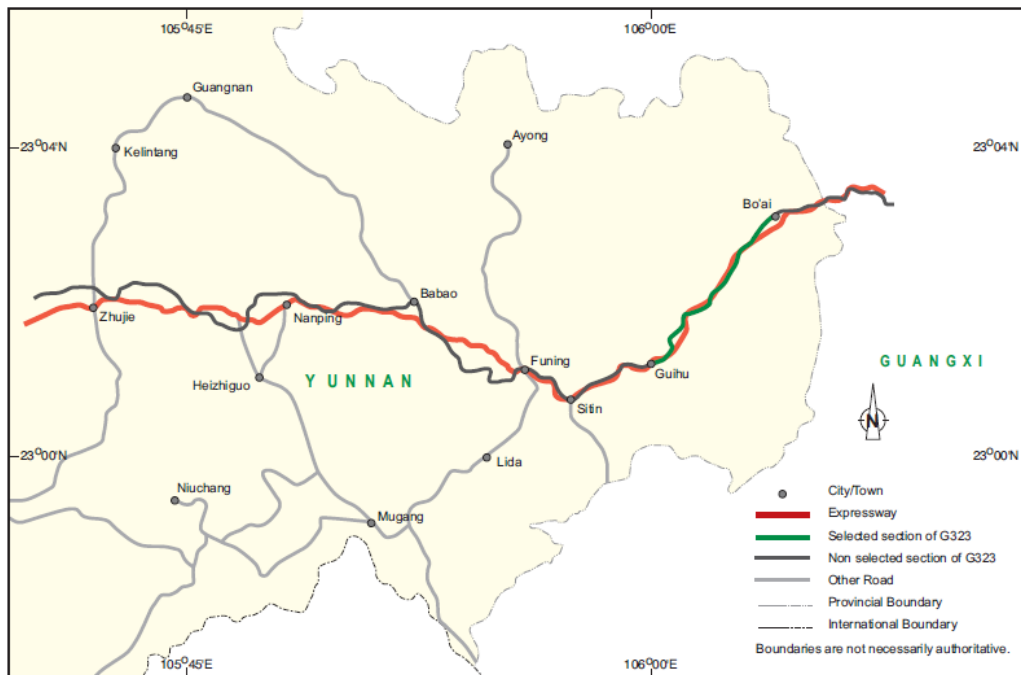 105°45'E
106°00'E
Guangnan
Ayong
23°04'N
23°04'N
Kelintang
Bo'ai
Babao
Zhujie
Nanping
Funing
Guihu
GUANGXI
Heizhiguo
YUNNAN
Sitin
N
23°00'N
23°00'N
Lida
Niuchang
City/Town
Mugang
Expressway
Selected section of G323
Non selected section of G323
Other Road
Provincial Boundary
International Boundary
Boundaries are not necessarily authoritative.
105°45'E
106°00'E